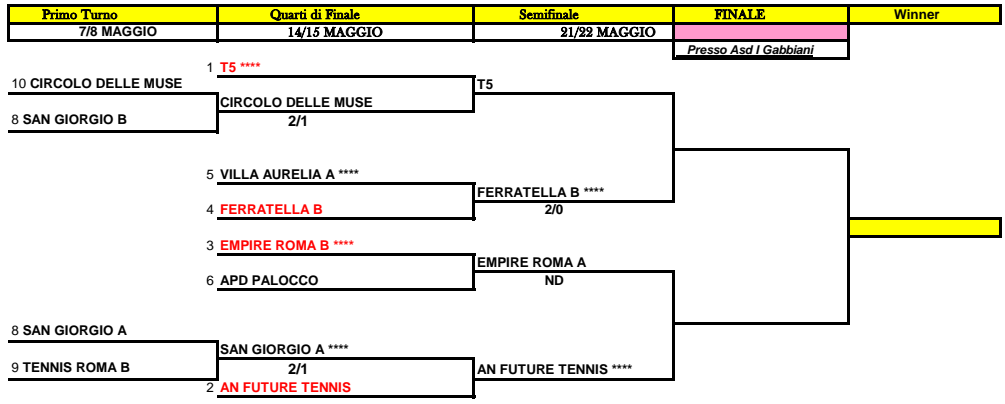 Primo Turno Quarti di Finale Semifinale FINALE Winner
7/8 MAGGIO 14/15 MAGGIO 21/22 MAGGIO
Presso Asd I Gabbiani
1 T5 ****
10 CIRCOLO DELLE MUSE T5
CIRCOLO DELLE MUSE
8 SAN GIORGIO B 2/1
5 VILLA AURELIA A ****
FERRATELLA B ****
4 FERRATELLA B 2/0
3 EMPIRE ROMA B ****
EMPIRE ROMA A
6 APD PALOCCO ND
8 SAN GIORGIO A
SAN GIORGIO A ****
9 TENNIS ROMA B 2/1 AN FUTURE TENNIS ****
2 AN FUTURE TENNIS